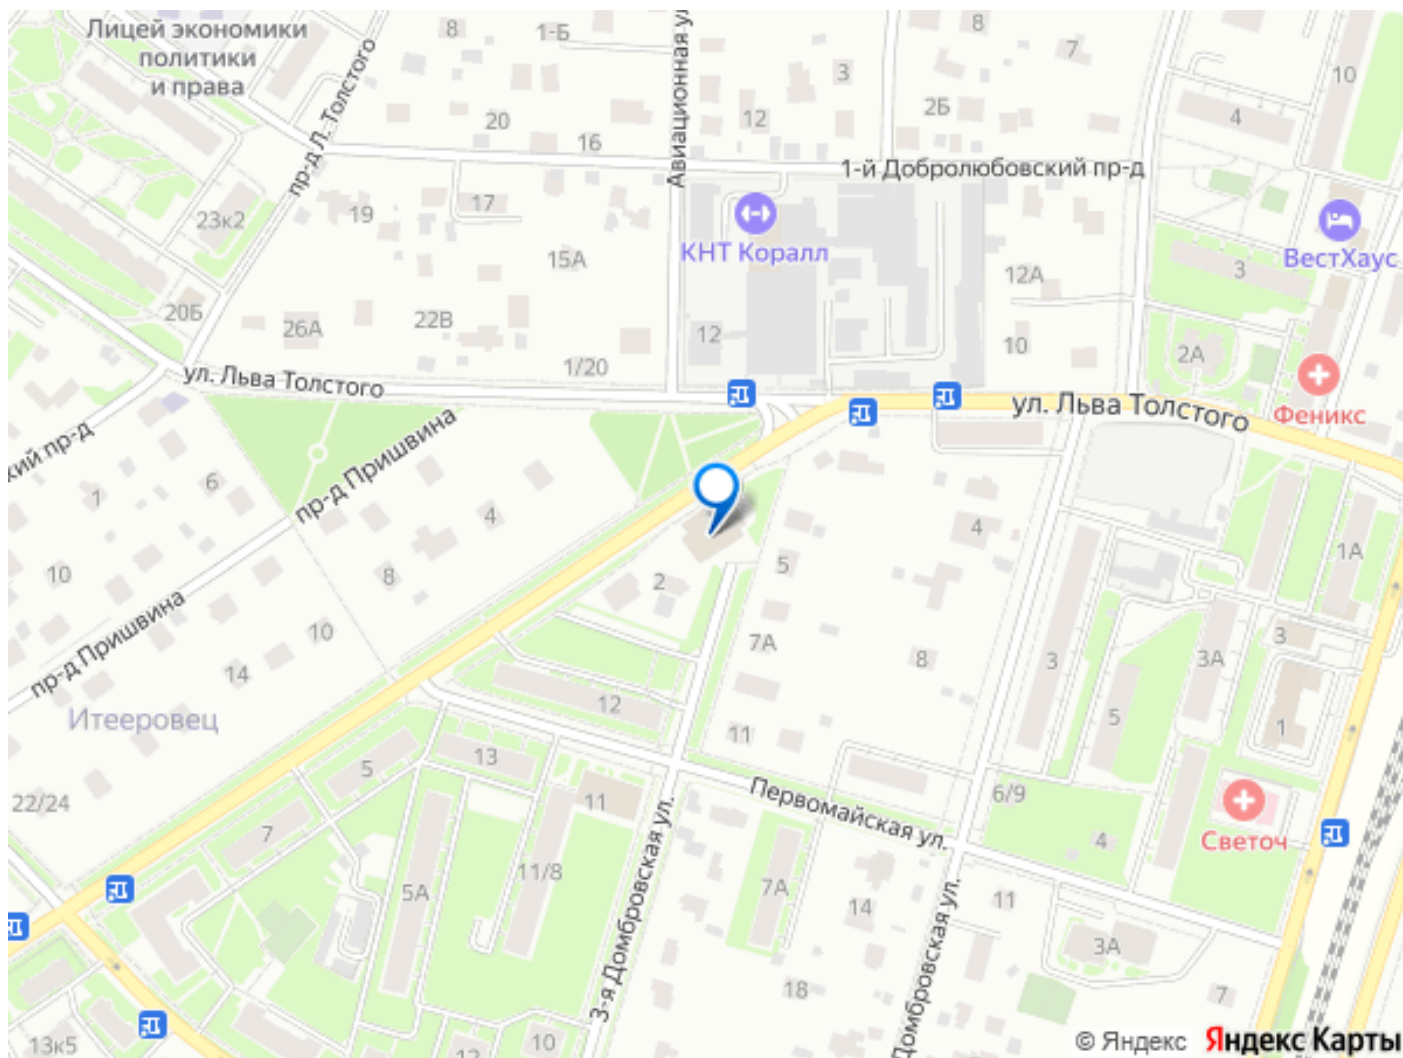 Лицей экономики
политики
и права
8
1-Б
Авиационная ул
8
7
10
3
2Б
12
4
20
16
пр-д Л. Толстого
1-й Добролюбовский пр-д
23к2
19
17
КНТ Коралл
ВестХаус
3
15А
12А
20Б
26А
22В
12
10
2А
1/20
ул. Льва Толстого
ул. Льва Толстого
Феникс
кий пр-д
пр-д Пришвина
1
6
4
4
1А
10
8
2
5
пр-д Пришвина
10
7А
3
14
8
3
3А
Итееровец
12
5
11
1
13
5
22/24
11
Первомайская ул.
6/9
7
Светоч
4
11/8
5А
3-я Домбровская ул.
7А
14
11
Домбровская ул.
3А
18
7
13к5
12
10
© Яндекс
Яндекс Карты